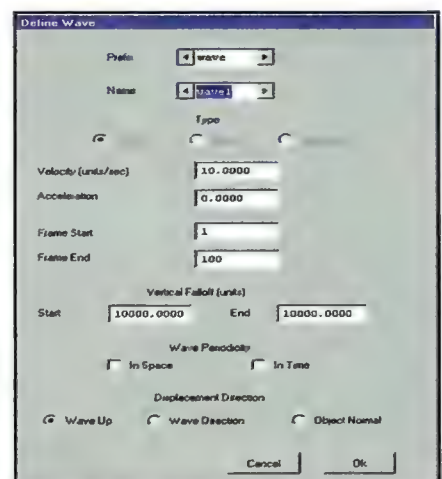 Define Wave
Prefix wave
Name wave1
Type
Velocity (units/sec) 10.0000
Acceleration 0.0000
Frame Start 1
Frame End 100
Vertical Falloff (units)
Start 10000.0000 End 10000.0000
Wave Periodicity
In Space In Time
Displacement Direction
Wave Up Wave Direction Object Normal
Cancel Ok